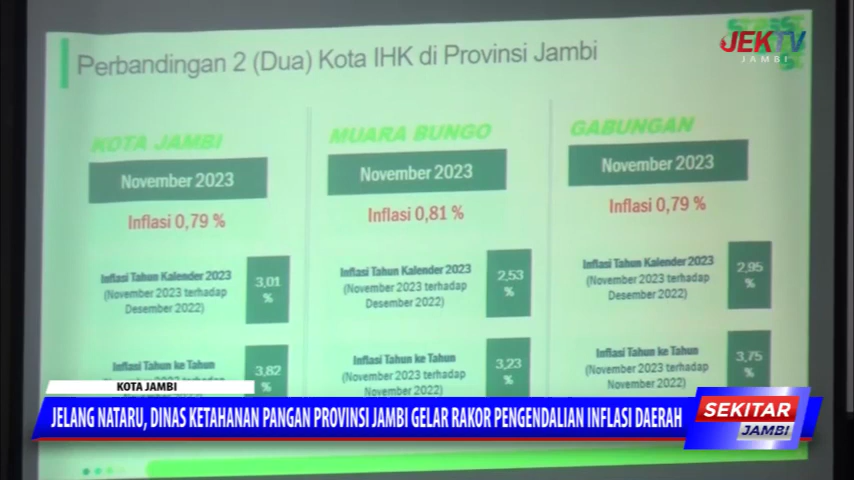 Perbandingan 2 (Dua) Kota IHK di Provinsi Jambi
JEKTV
JAMBI
KOTA JAMBI
November 2023
Inflasi 0,79 %
Inflasi Tahun Kalender 2023
(November 2023 terhadap
Desember 2022)
3,01
%
Inflasi Tahun ke Tahun
3,82
%
MUARA BUNGO
November 2023
Inflasi 0,81 %
Inflasi Tahun Kalender 2023
(November 2023 terhadap
Desember 2022)
2,53
%
Inflasi Tahun ke Tahun
(November 2023 terhadap
November 2022)
3,23
%
GABUNGAN
November 2023
Inflasi 0,79 %
Inflasi Tahun Kalender 2023
(November 2023 terhadap
Desember 2022)
2,95
%
Inflasi Tahun ke Tahun
(November 2023 terhadap
November 2022)
3,75
%
KOTA JAMBI
JELANG NATARU, DINAS KETAHANAN PANGAN PROVINSI JAMBI GELAR RAKOR PENGENDALIAN INFLASI DAERAH
SEKITAR
JAMBI